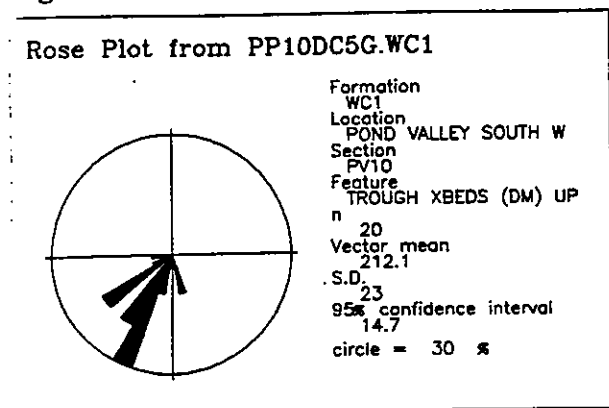 Rose Plot from PP10DC5G.WC1
Formation
WC1
Location
POND VALLEY SOUTH W
Section
PV10
Feature
TROUGH XBEDS (DM) UP
n
20
Vector mean
212.1
S.D.
23
95% confidence interval
14.7
circle = 30 %